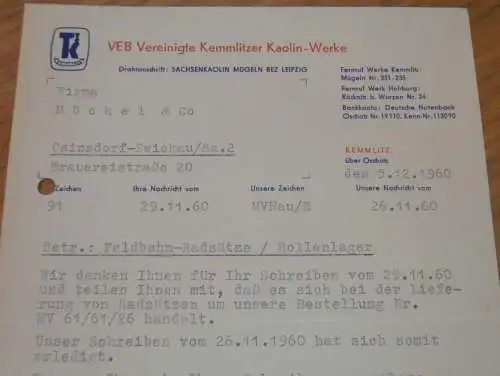 VEB Vereinigte Kemmlitzer Kaolin-Werke
Drahtanschrift: SACHSENKAOLIN MÜGELN-BEZ LEIPZIG
Fernruf Werke Kemmlitz:
Mügeln Nr. 231-235
Fernruf Werk Hohburg:
Röcknitz b. Wurzen Nr. 34
Bankkonto: Deutsche Notenbank
Oschatz Nr. 19110, Kenn-Nr. 113090
Firma
N ö c k e l & Co
Cainsdorf-Zwickau/Sa.2
Brauereistraße 20
KEMMLITZ
über Oschatz
den 5.12.1960
Zeichen Ihre Nachricht vom Unsere Zeichen Unsere Nachricht vom
91 29.11.60 MVNau/E 26.11.60
Betr.: Feldbahn-Radsätze / Rollenlager
Wir danken Ihnen für Ihr Schreiben vom 29.11.60
und teilen Ihnen mit, daß es sich bei der Liefe-
rung von Radsätzen um unsere Bestellung Nr.
MV 61/61/26 handelt.
Unser Schreiben vom 26.11.1960 hat sich somit
erledigt.